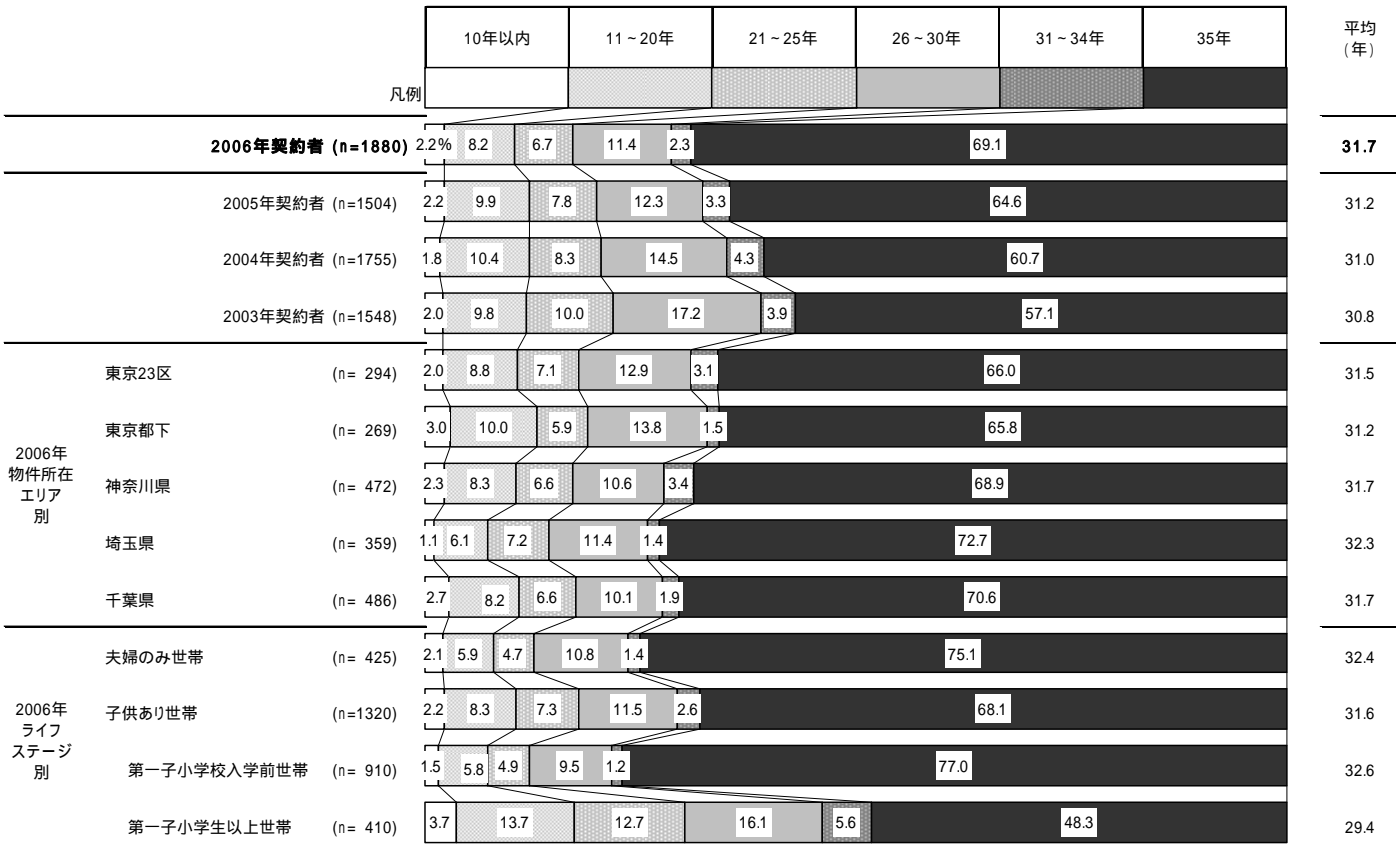 10年以内 11~20年 21~25年 26~30年 31~34年 35年 平均
(年)
凡例
2006年契約者 (n=1880) 2.2% 8.2 6.7 11.4 2.3 69.1 31.7
2005年契約者 (n=1504) 2.2 9.9 7.8 12.3 3.3 64.6 31.2
2004年契約者 (n=1755) 1.8 10.4 8.3 14.5 4.3 60.7 31.0
2003年契約者 (n=1548) 2.0 9.8 10.0 17.2 3.9 57.1 30.8
2006年
物件所在
エリア
別
東京23区 (n= 294) 2.0 8.8 7.1 12.9 3.1 66.0 31.5
東京都下 (n= 269) 3.0 10.0 5.9 13.8 1.5 65.8 31.2
神奈川県 (n= 472) 2.3 8.3 6.6 10.6 3.4 68.9 31.7
埼玉県 (n= 359) 1.1 6.1 7.2 11.4 1.4 72.7 32.3
千葉県 (n= 486) 2.7 8.2 6.6 10.1 1.9 70.6 31.7
2006年
ライフ
ステージ
別
夫婦のみ世帯 (n= 425) 2.1 5.9 4.7 10.8 1.4 75.1 32.4
子供あり世帯 (n=1320) 2.2 8.3 7.3 11.5 2.6 68.1 31.6
第一子小学校入学前世帯 (n= 910) 1.5 5.8 4.9 9.5 1.2 77.0 32.6
第一子小学生以上世帯 (n= 410) 3.7 13.7 12.7 16.1 5.6 48.3 29.4